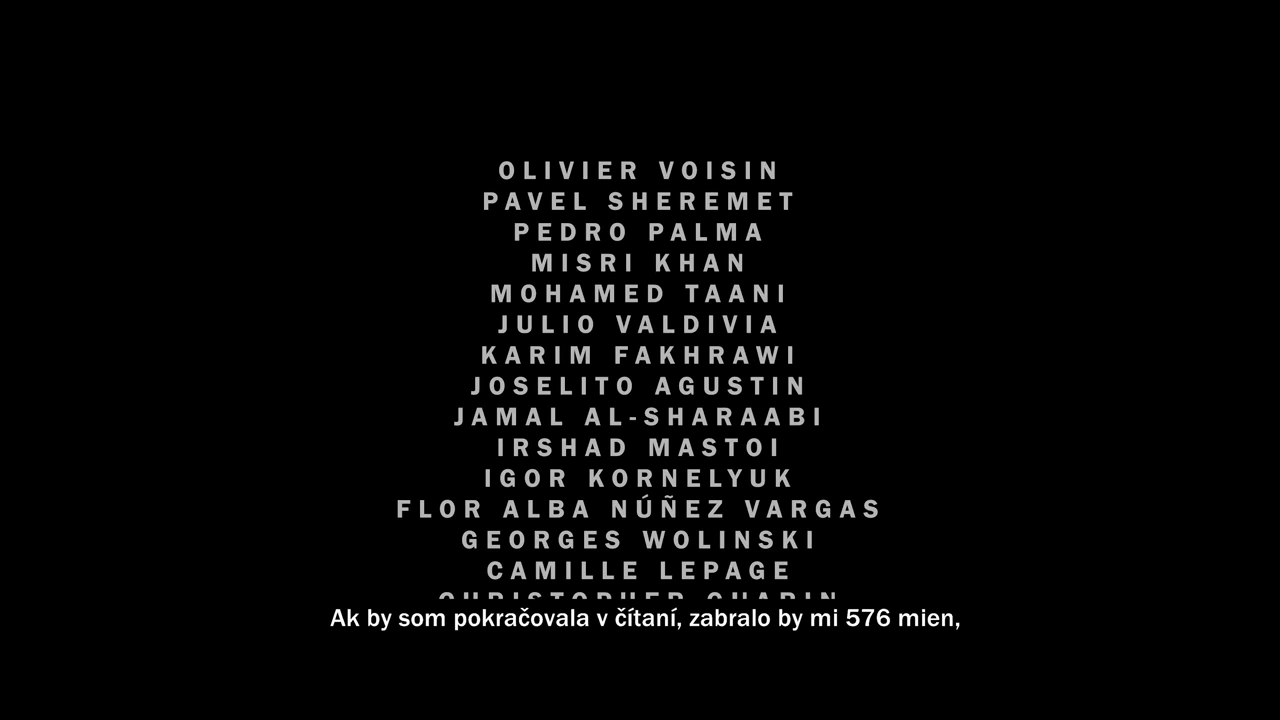 OLIVIER VOISIN
PAVEL SHEREMET
PEDRO PALMA
MISRI KHAN
MOHAMED TAANI
JULIO VALDIVIA
KARIM FAKHRAWI
JOSELITO AGUSTIN
JAMAL AL-SHARAABI
IRSHAD MASTOI
IGOR KORNELYUK
FLOR ALBA NÚÑEZ VARGAS
GEORGES WOLINSKI
CAMILLE LEPAGE
CHRISTOPHER GUARIN
Ak by som pokračovala v čítaní, zabralo by mi 576 mien,